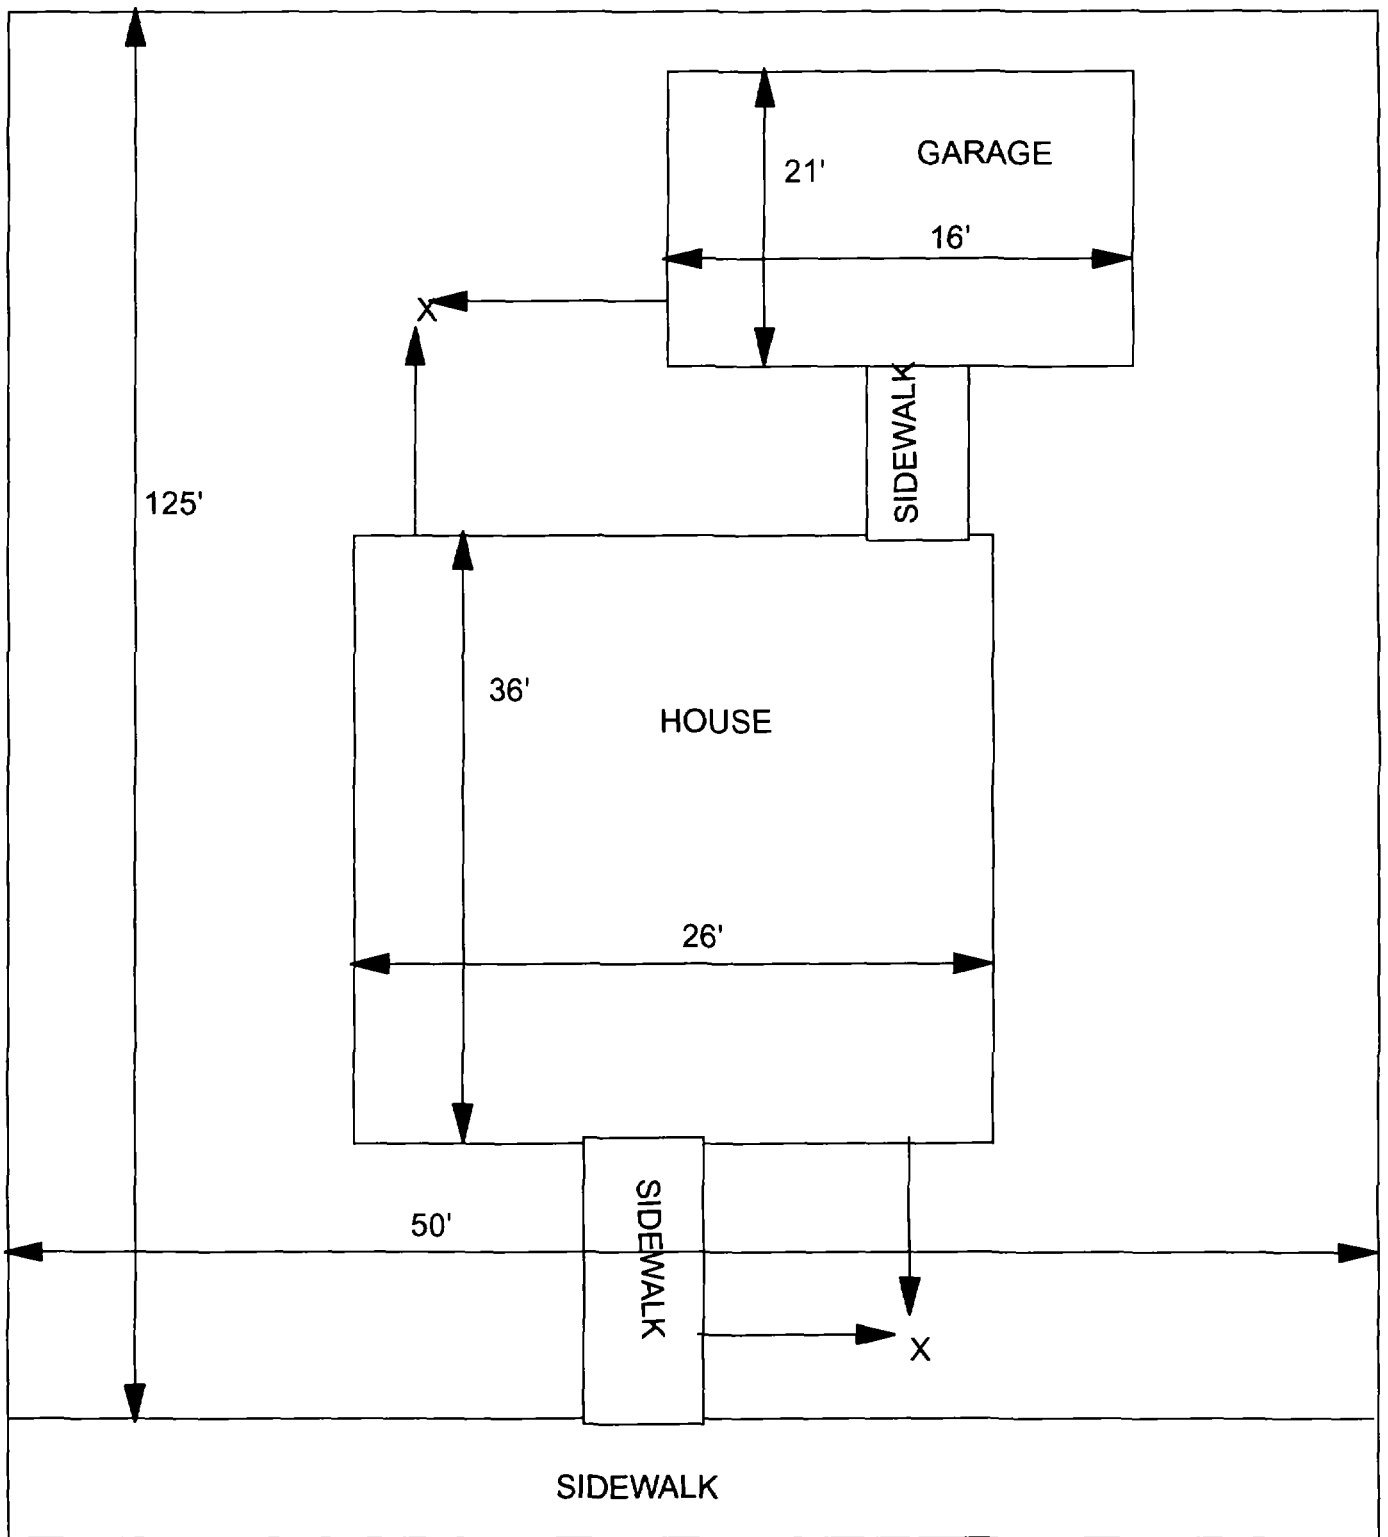 GARAGE
21'
16'
X
SIDEWALK
125'
36'
HOUSE
26'
SIDEWALK
50'
X
SIDEWALK